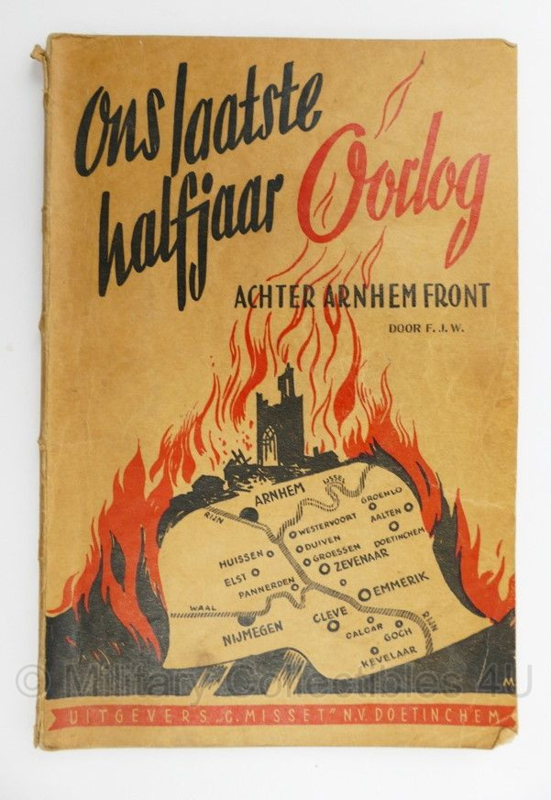 Ons laatste
halfjaar Oorlog
ACHTER ARNHEM FRONT
DOOR F. J. W.
ARNHEM
IJSSEL
GROENLO
RIJN
AALTEN
WESTERVOORT
DUIVEN
DOETINCHEM
HUISSEN
GROESSEN
ZEVENAAR
ELST
PANNERDEN
EMMERIK
WAAL
CLEVE
RIJN
NIJMEGEN
CALCAR
GOCH
KEVELAAR
M
© Military Collectibles 4U
UITGEVERS „G. MISSET” N.V. DOETINCHEM